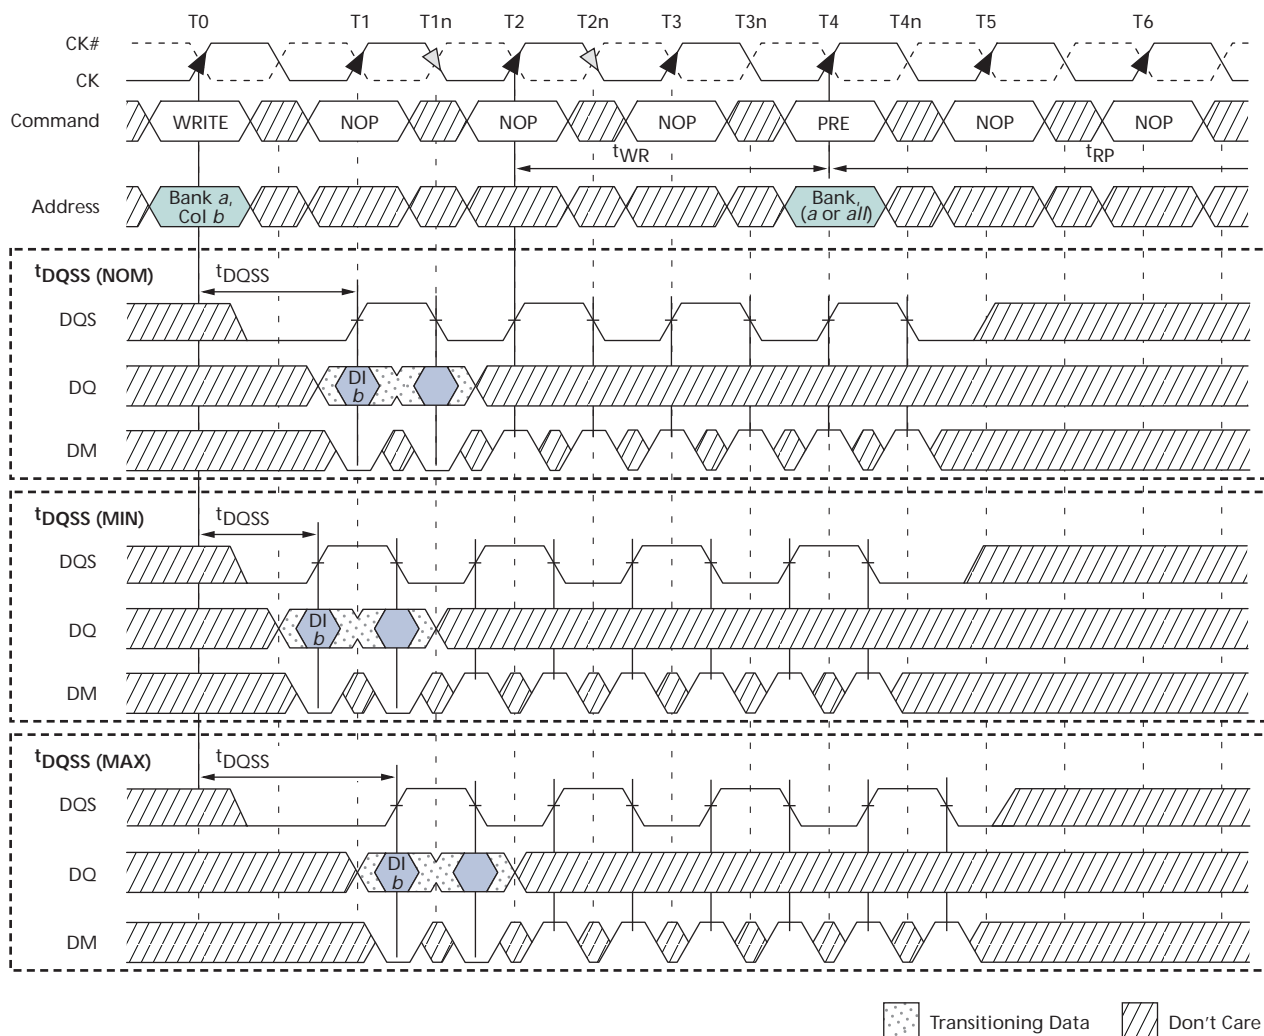 T0 T1 T1n T2 T2n T3 T3n T4 T4n T5 T6
CK#
CK
Command WRITE NOP NOP NOP PRE NOP NOP
tWR tRP
Address Bank a, Col b Bank, (a or all)
tDQSS (NOM) tDQSS
DQS
DQ DI b
DM
tDQSS (MIN) tDQSS
DQS
DQ DI b
DM
tDQSS (MAX) tDQSS
DQS
DQ DI b
DM
Transitioning Data Don't Care